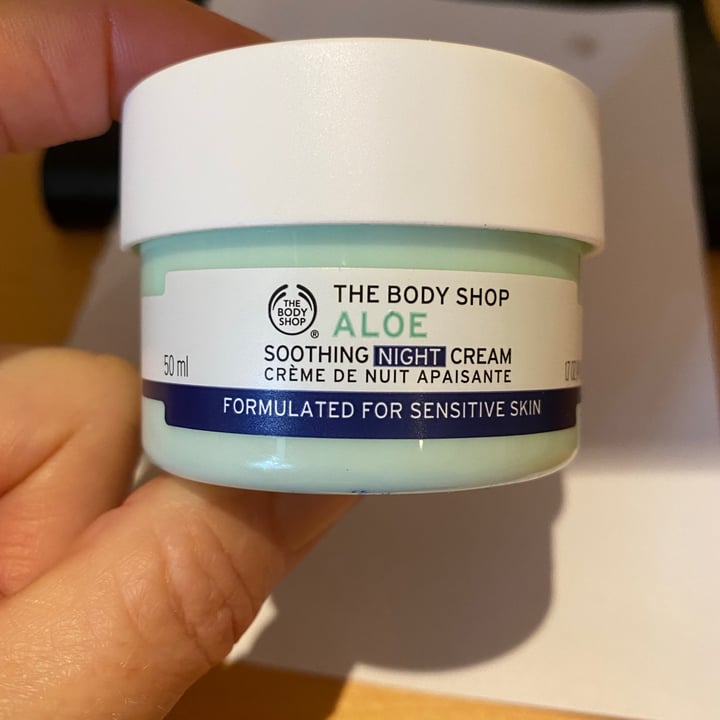 THE
BODY
SHOP
®
THE BODY SHOP
ALOE
SOOTHING NIGHT CREAM
CRÈME DE NUIT APAISANTE
50 ml
FORMULATED FOR SENSITIVE SKIN